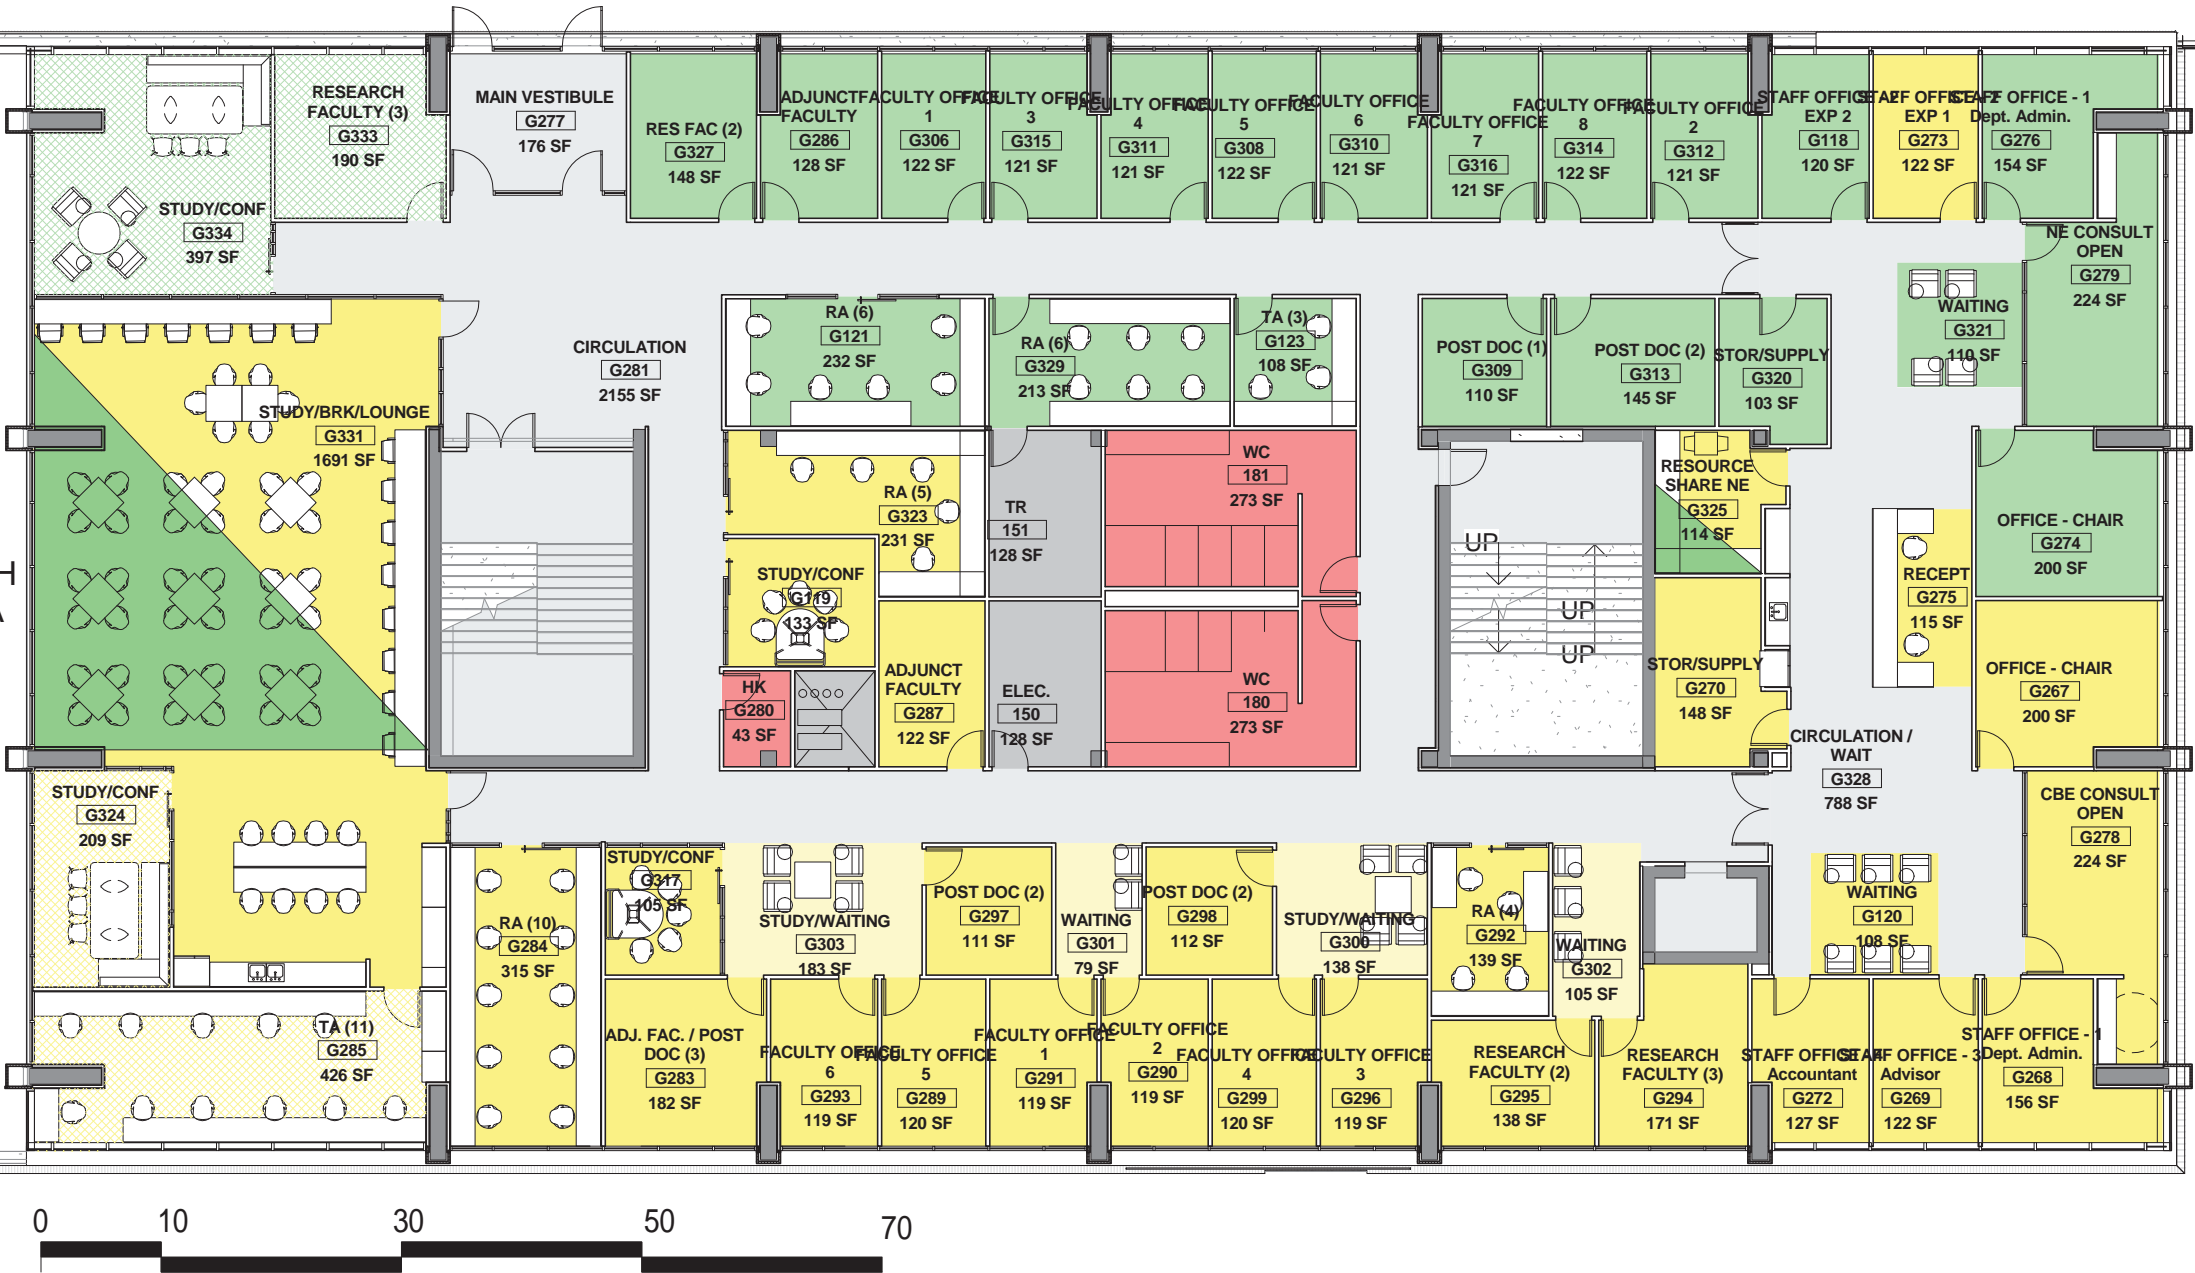 RESEARCH
FACULTY (3)
G333
190 SF
MAIN VESTIBULE
G277
176 SF
RES FAC (2)
G327
148 SF
ADJUNCT
FACULTY
G286
128 SF
FACULTY OFFICE
1
G306
122 SF
FACULTY OFFICE
3
G315
121 SF
FACULTY OFFICE
4
G311
121 SF
FACULTY OFFICE
5
G308
122 SF
FACULTY OFFICE
6
G310
121 SF
FACULTY OFFICE
7
G316
121 SF
FACULTY OFFICE
8
G314
122 SF
FACULTY OFFICE
2
G312
121 SF
STAFF OFFICE - 2
EXP 2
G118
120 SF
STAFF OFFICE - 2
EXP 1
G273
122 SF
STAFF OFFICE - 1
Dept. Admin.
G276
154 SF
STUDY/CONF
G334
397 SF
NE CONSULT
OPEN
G279
224 SF
WAITING
G321
110 SF
CIRCULATION
G281
2155 SF
RA (6)
G121
232 SF
RA (6)
G329
213 SF
TA (3)
G123
108 SF
POST DOC (1)
G309
110 SF
POST DOC (2)
G313
145 SF
STOR/SUPPLY
G320
103 SF
STUDY/BRK/LOUNGE
G331
1691 SF
RA (5)
G323
231 SF
TR
151
128 SF
WC
181
273 SF
RESOURCE
SHARE NE
G325
114 SF
OFFICE - CHAIR
G274
200 SF
UP
UP
UP
H
A
STUDY/CONF
G119
133 SF
RECEPT
G275
115 SF
HK
G280
43 SF
ADJUNCT
FACULTY
G287
122 SF
ELEC.
150
128 SF
WC
180
273 SF
STOR/SUPPLY
G270
148 SF
OFFICE - CHAIR
G267
200 SF
CIRCULATION /
WAIT
G328
788 SF
STUDY/CONF
G324
209 SF
CBE CONSULT
OPEN
G278
224 SF
RA (10)
G284
315 SF
STUDY/CONF
G317
105 SF
STUDY/WAITING
G303
183 SF
POST DOC (2)
G297
111 SF
WAITING
G301
79 SF
POST DOC (2)
G298
112 SF
STUDY/WAITING
G300
138 SF
RA (4)
G292
139 SF
WAITING
G302
105 SF
WAITING
G120
108 SF
TA (11)
G285
426 SF
ADJ. FAC. / POST
DOC (3)
G283
182 SF
FACULTY OFFICE
6
G293
119 SF
FACULTY OFFICE
5
G289
120 SF
FACULTY OFFICE
1
G291
119 SF
FACULTY OFFICE
2
G290
119 SF
FACULTY OFFICE
4
G299
120 SF
FACULTY OFFICE
3
G296
119 SF
RESEARCH
FACULTY (2)
G295
138 SF
RESEARCH
FACULTY (3)
G294
171 SF
STAFF OFFICE - 4
Accountant
G272
127 SF
STAFF OFFICE - 3
Advisor
G269
122 SF
STAFF OFFICE - 1
Dept. Admin.
G268
156 SF
0 10 30 50 70